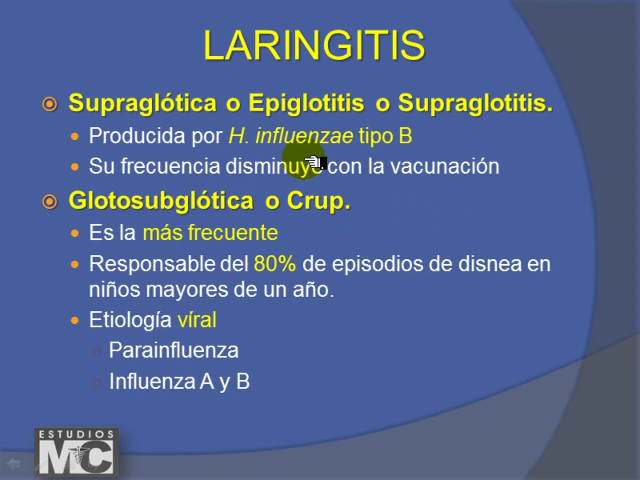 LARINGITIS
Supraglótica o Epiglotitis o Supraglotitis.
Producida por H. influenzae tipo B
Su frecuencia disminuye con la vacunación
Glotosubglótica o Crup.
Es la más frecuente
Responsable del 80% de episodios de disnea en
niños mayores de un año.
Etiología víral
Parainfluenza
Influenza A y B
ESTUDIOS
MC